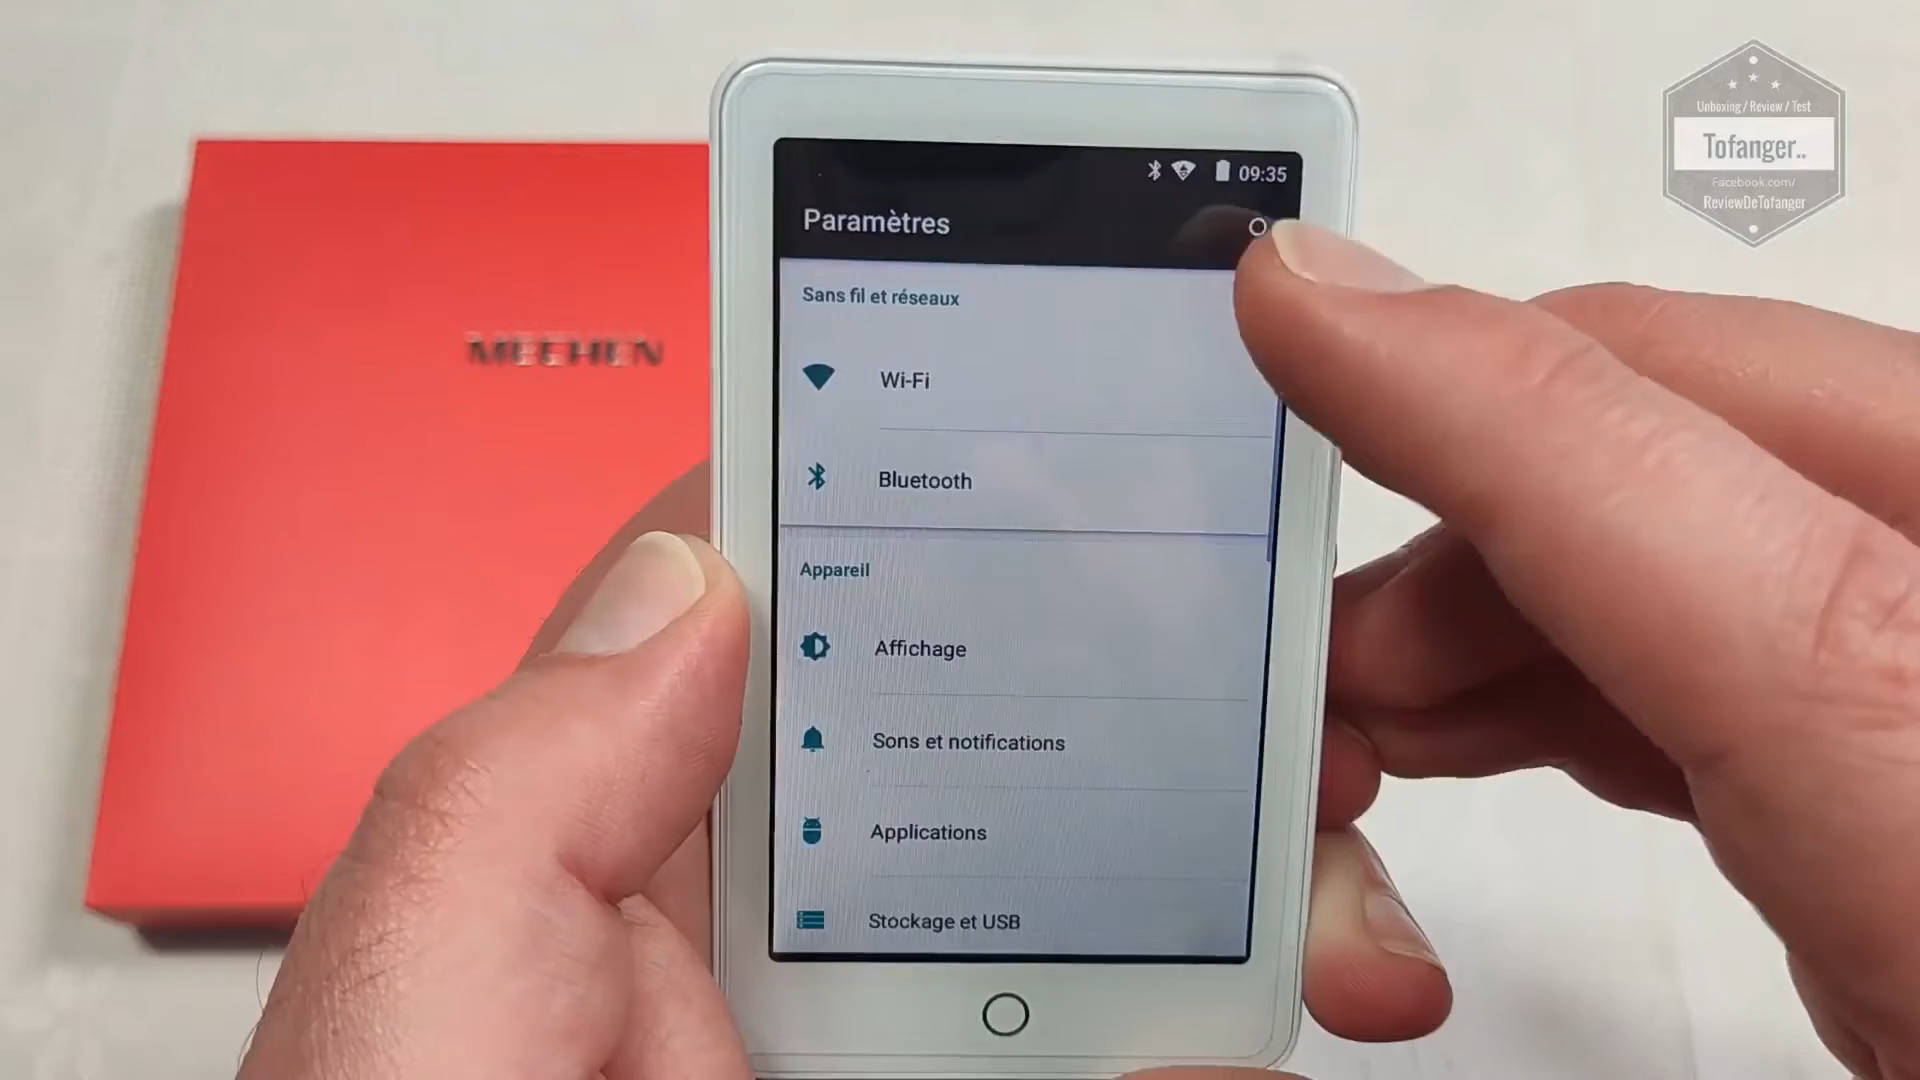 Unboxing / Review / Test
Tofanger..
Facebook.com/
ReviewDeTofanger
MECHEN
09:35
Paramètres
Sans fil et réseaux
Wi-Fi
Bluetooth
Appareil
Affichage
Sons et notifications
Applications
Stockage et USB